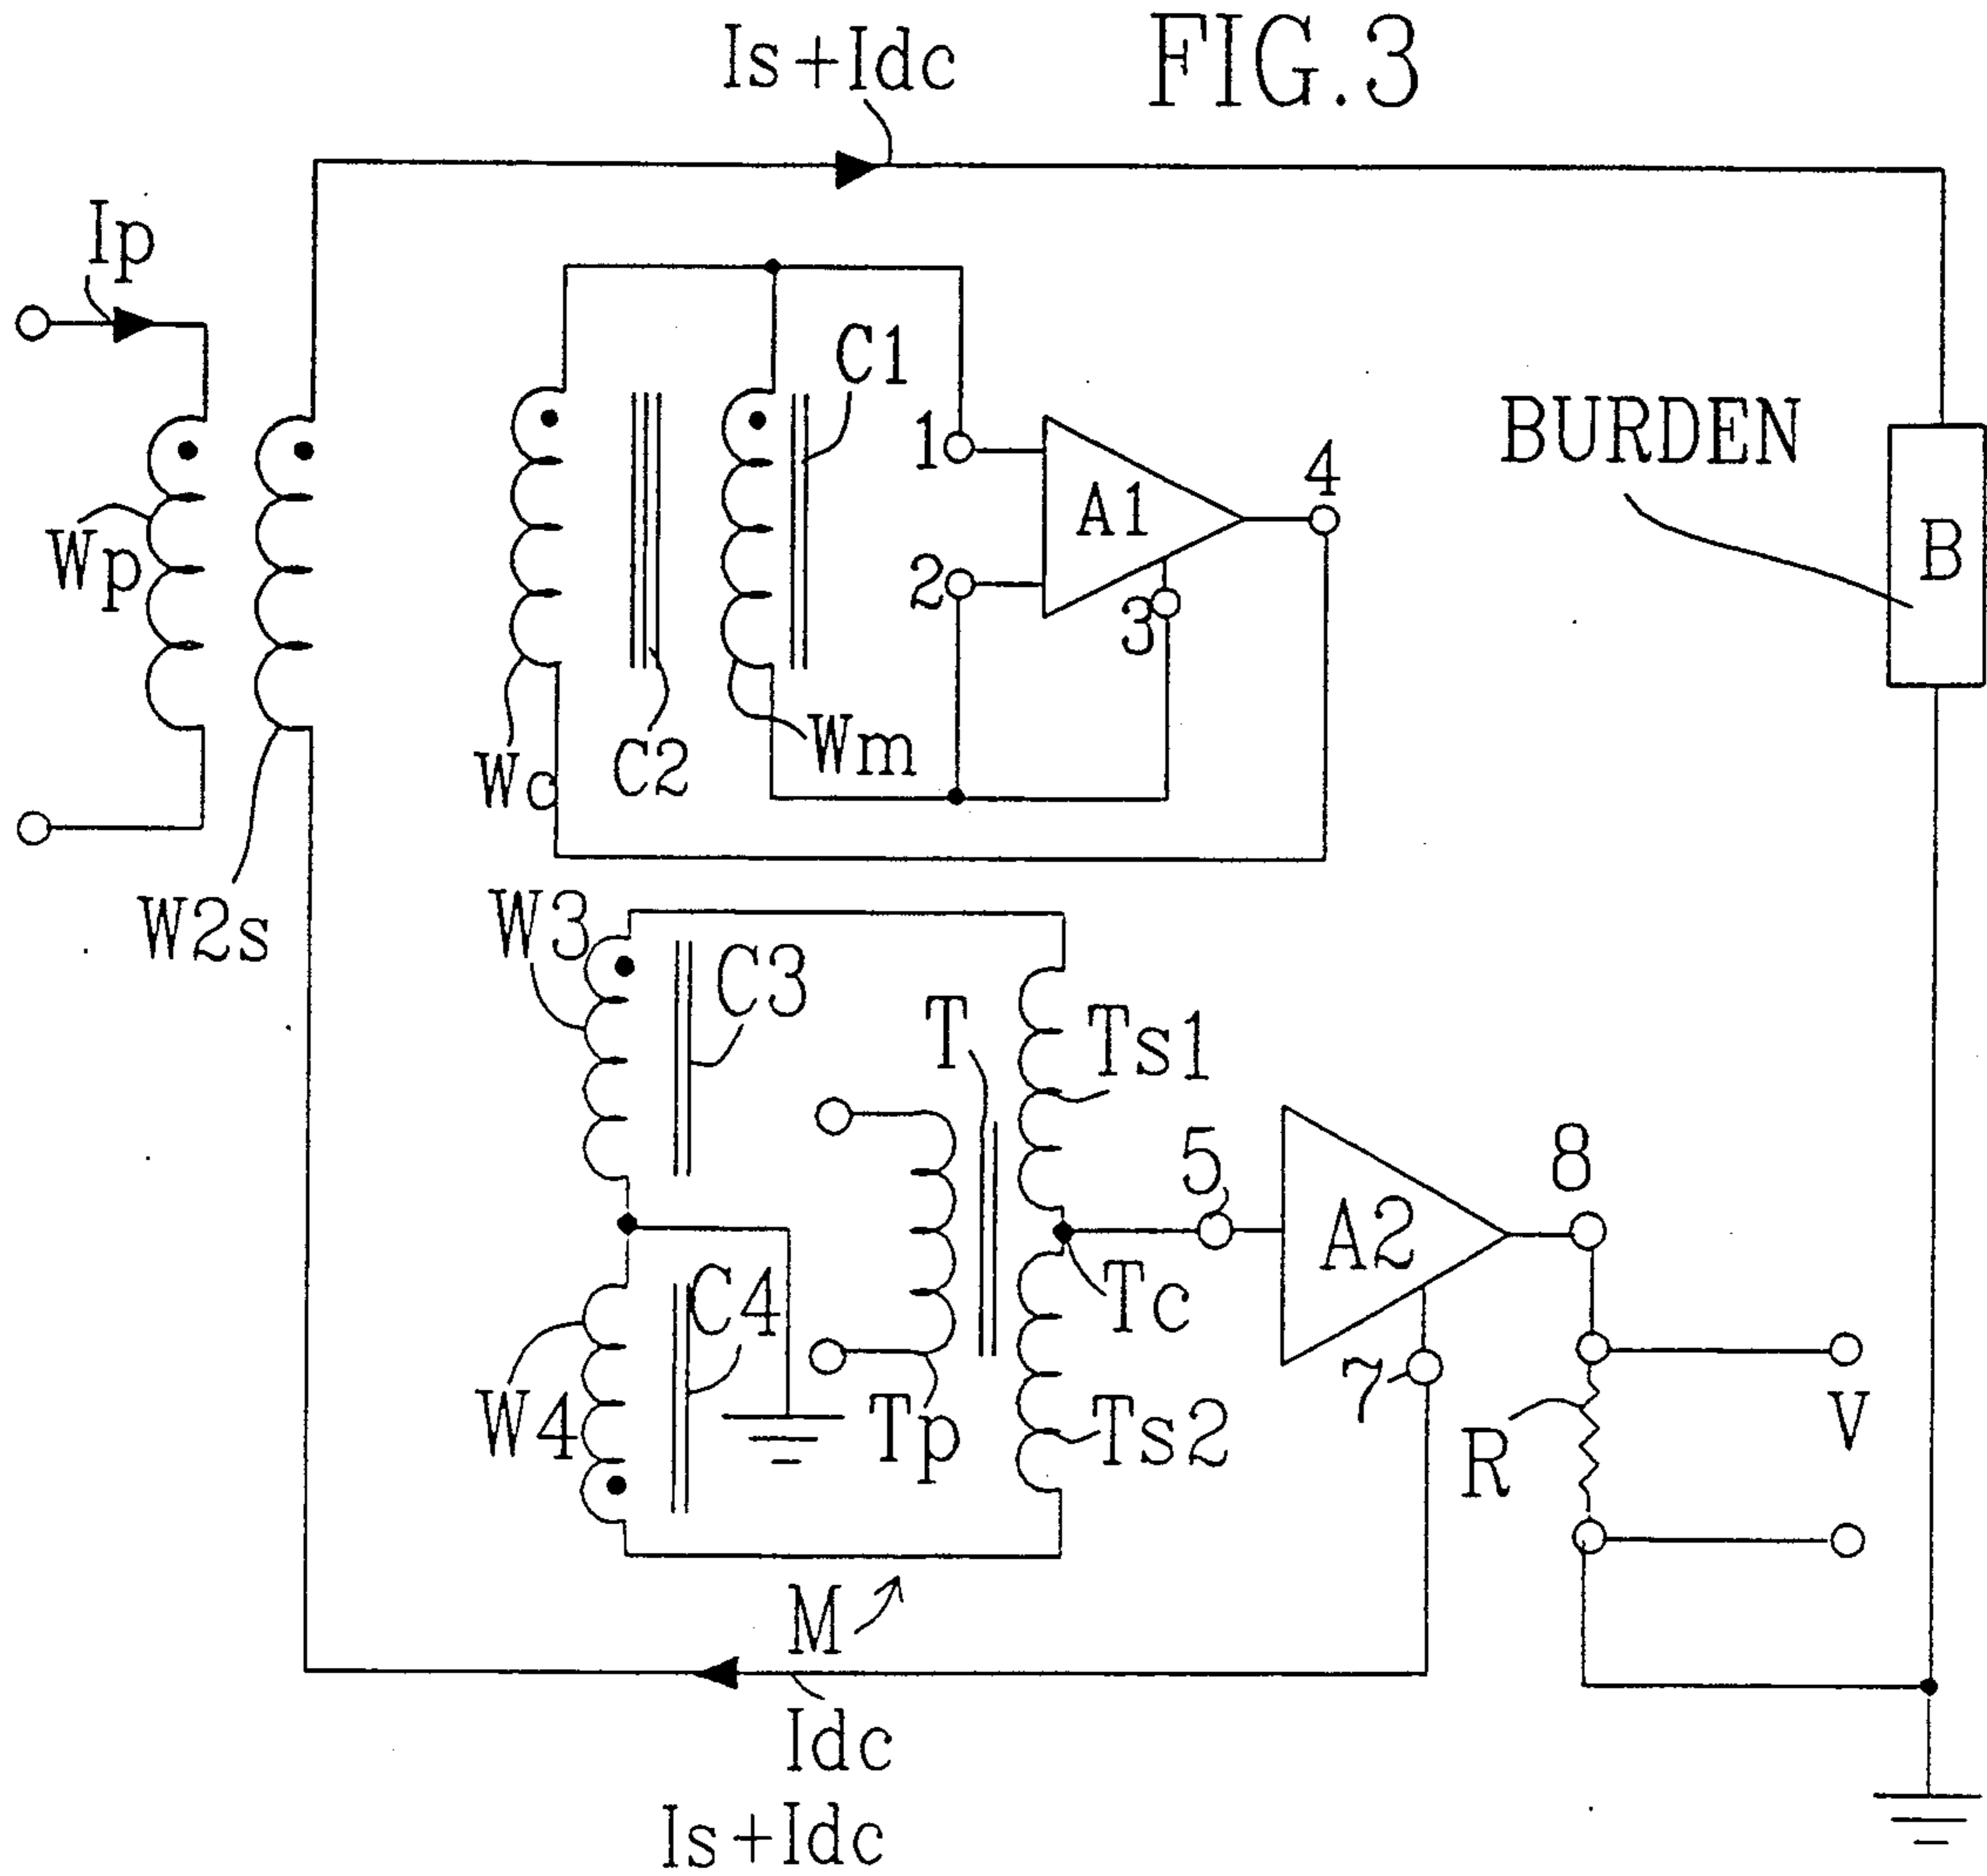 FIG.3
Is+Idc
Ip
C1
1
A1
4
BURDEN
Wp
2
3
B
Wc
C2
Wm
W2s
W3
C3
T
Ts1
5
8
A2
C4
Tc
W4
Tp
7
Ts2
R
V
M
Idc
Is+Idc